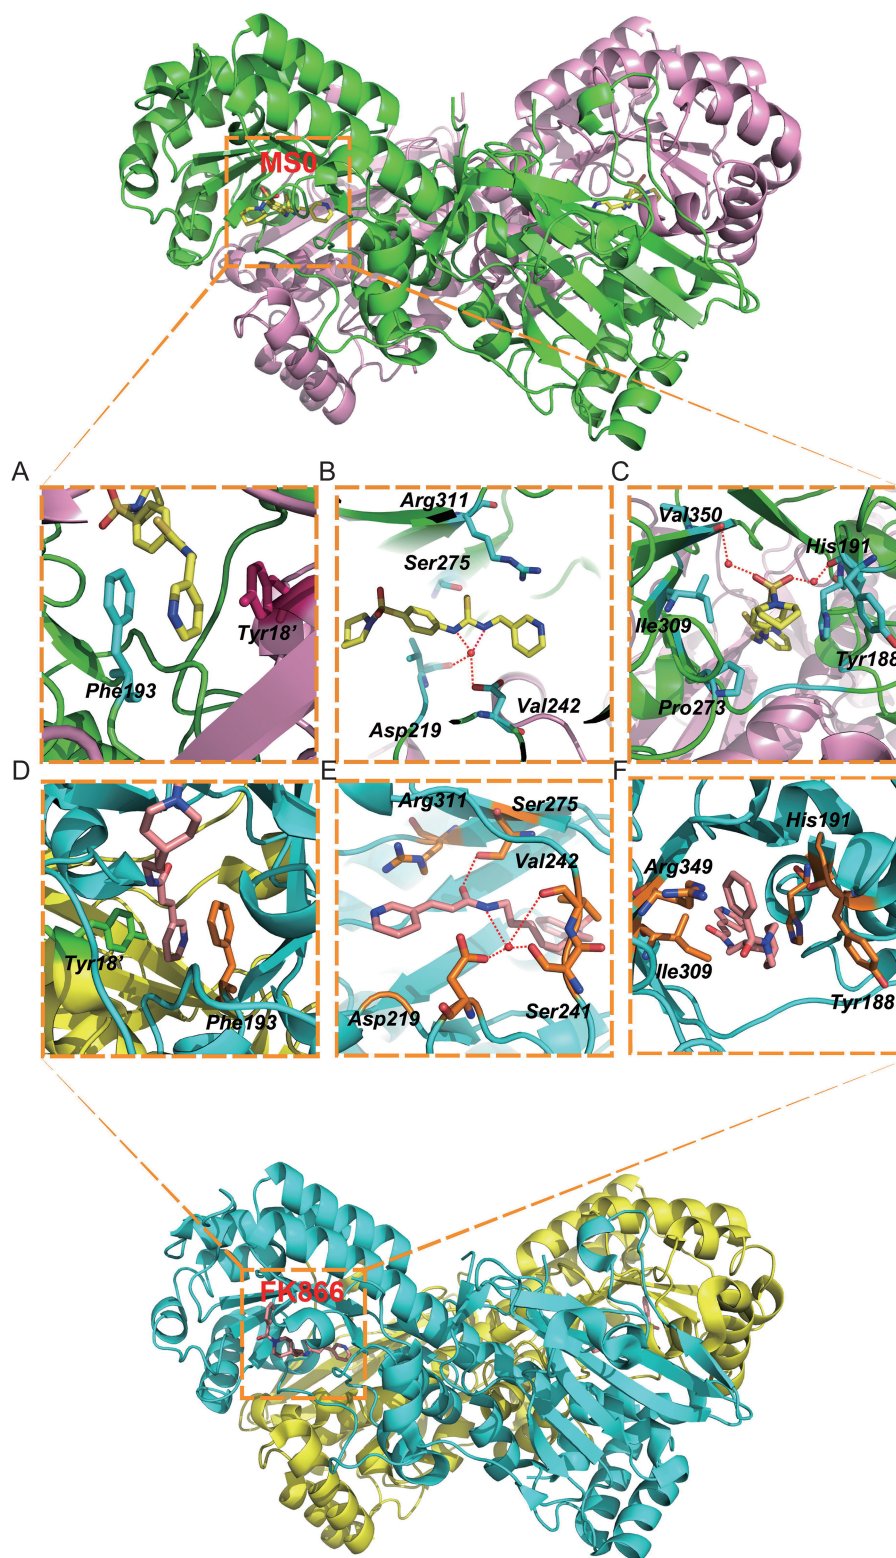 MS0
A
B
C
Arg311
Val350
Ser275
His191
Ile309
Tyr18'
Tyr188
Phe193
Pro273
Val242
Asp219
D
E
F
Arg311
Ser275
His191
Val242
Arg349
Tyr18'
Ile309
Phe193
Asp219
Ser241
Tyr188
FK866